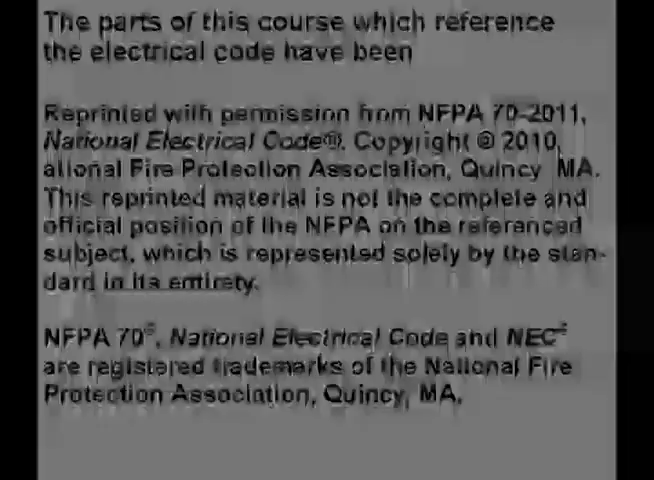 The parts of this course which reference
the electrical code have been
Reprinted with permission from NFPA 70-2011,
National Electrical Code®, Copyright © 2010,
ational Fire Protection Association, Quincy MA.
This reprinted material is not the complete and
official position of the NFPA on the referenced
subject, which is represented solely by the stan-
dard in its entirety.
NFPA 70®, National Electrical Code and NEC®
are registered trademarks of the National Fire
Protection Association, Quincy, MA.